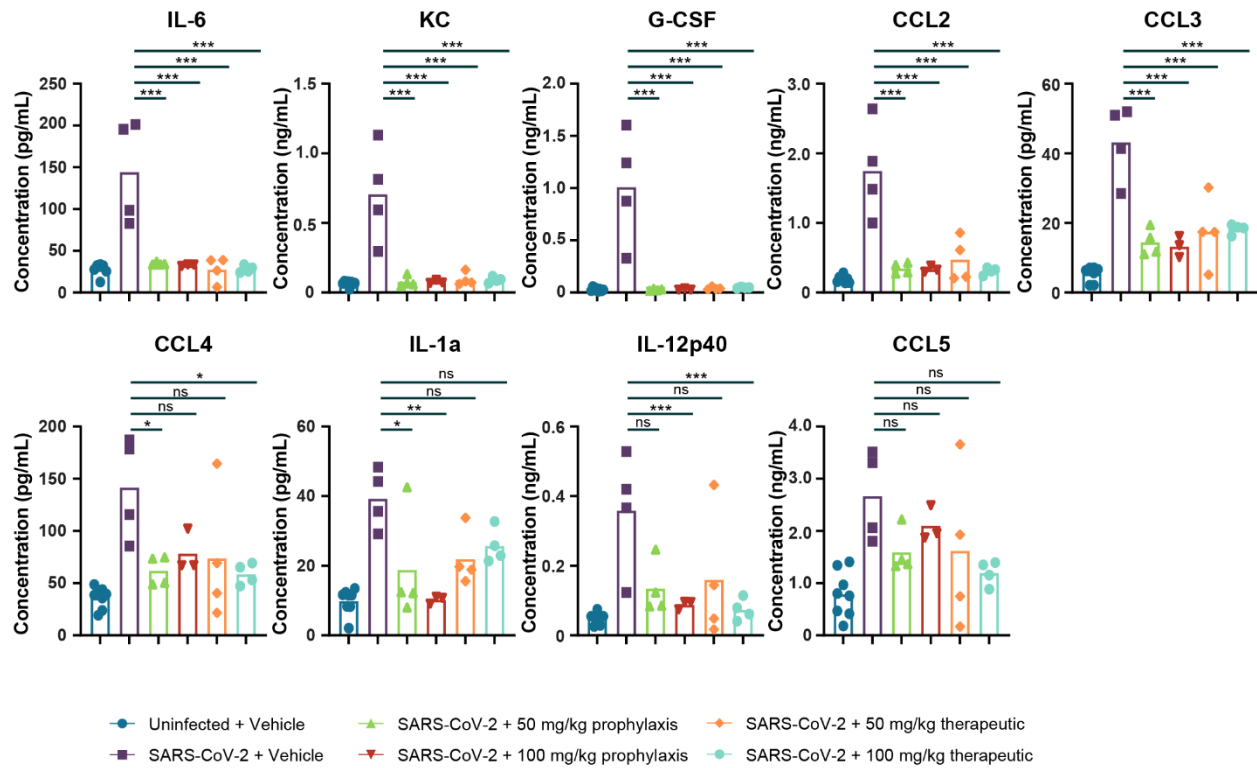 IL-6 KC G-CSF CCL2 CCL3
*** *** *** *** ***
*** *** *** *** ***
*** *** *** *** ***
*** *** *** *** ***
Concentration (pg/mL) Concentration (ng/mL) Concentration (ng/mL) Concentration (ng/mL) Concentration (pg/mL)
250 1.5 2.0 3.0 60
200 1.5
150 1.0 2.0 40
100 1.0
0.5 1.0 20
50 0.5
0 0.0 0.0 0.0 0
CCL4 IL-1a IL-12p40 CCL5
* ns *** ns
ns ns ns ns
ns ** *** ns
* * ns ns
Concentration (pg/mL) Concentration (pg/mL) Concentration (ng/mL) Concentration (ng/mL)
200 60 0.6 4.0
150 3.0
40 0.4
100 2.0
20 0.2
50 1.0
0 0 0.0 0.0
Uninfected + Vehicle SARS-CoV-2 + 50 mg/kg prophylaxis SARS-CoV-2 + 50 mg/kg therapeutic
SARS-CoV-2 + Vehicle SARS-CoV-2 + 100 mg/kg prophylaxis SARS-CoV-2 + 100 mg/kg therapeutic